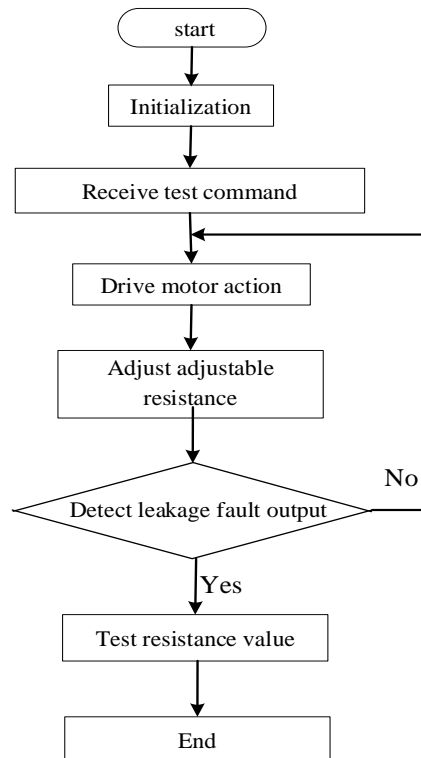 start
Initialization
Receive test command
Drive motor action
Adjust adjustable
resistance
Detect leakage fault output
No
Yes
Test resistance value
End